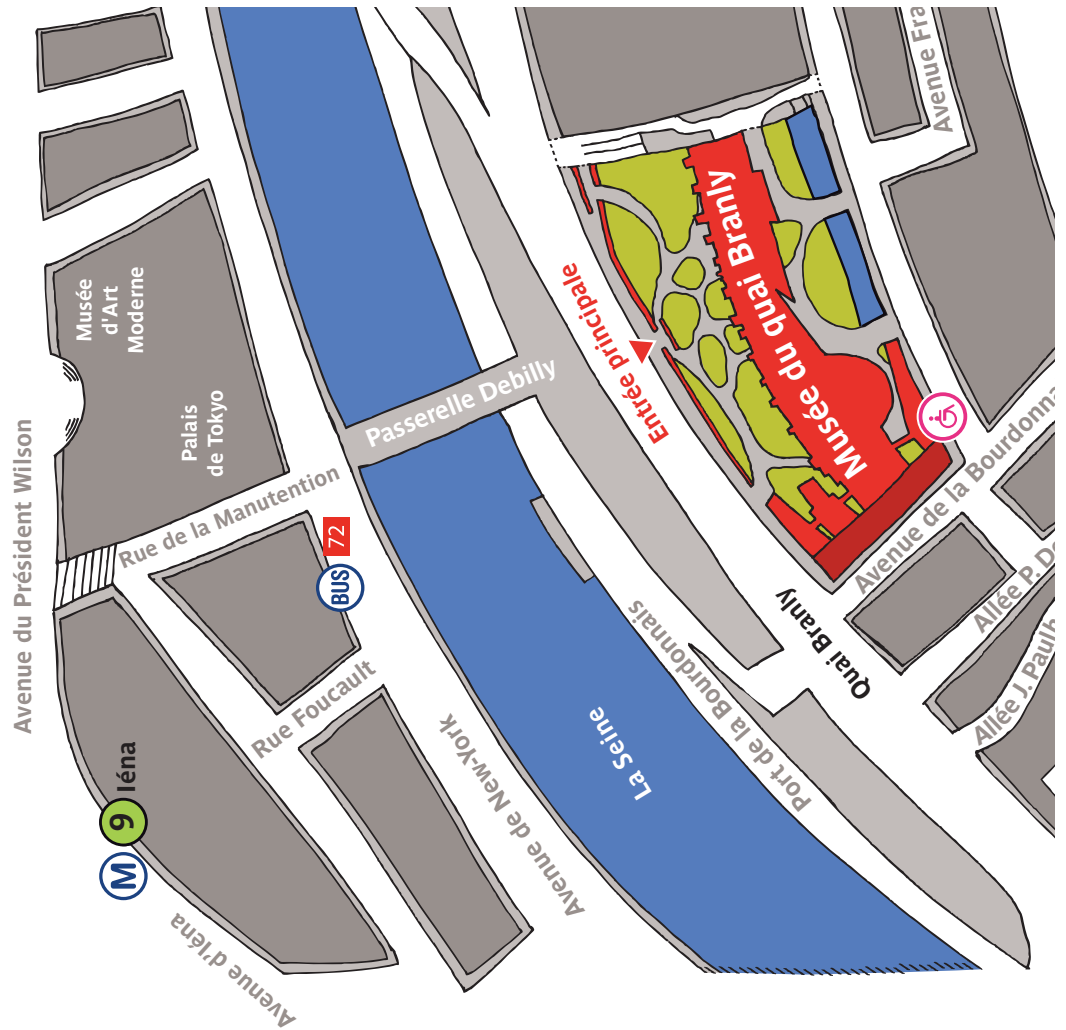 Avenue Fra
Musée
d'Art
Moderne
Palais
de Tokyo
Avenue du Président Wilson
Rue de la Manutention
Passerelle Debilly
Entrée principale
Musée du quai Branly
72
BUS
Rue Foucault
9 Iéna
M
Avenue d'Iéna
Avenue de New-York
La Seine
Port de la Bourdonnais
Quai Branly
Avenue de la Bourdonna
Allée P. De
Allée J. Paulh